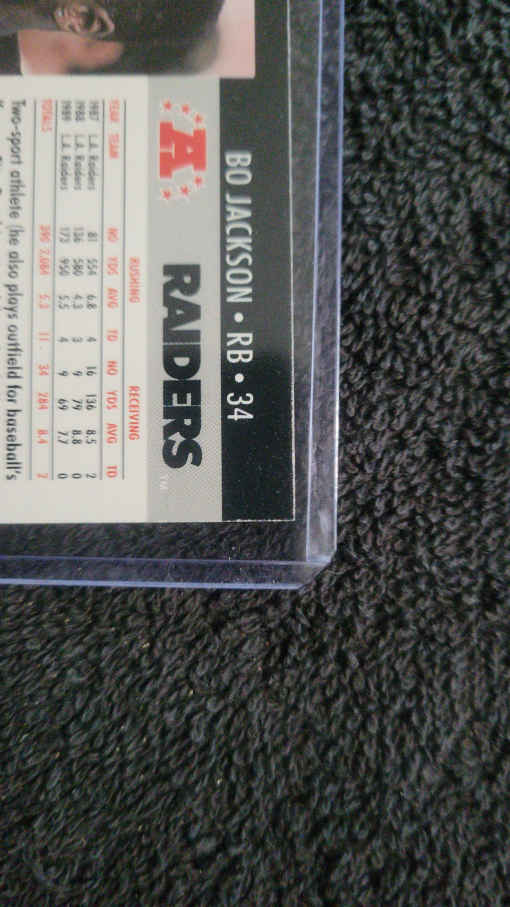 BO JACKSON • RB • 34
A
RAIDERS™
RUSHING RECEIVING
YEAR TEAM NO YDS AVG TD NO YDS AVG TD
1987 L.A. Raiders 81 554 6.8 4 16 136 8.5 2
1988 L.A. Raiders 136 580 4.3 3 9 79 8.8 0
1989 L.A. Raiders 173 950 5.5 4 9 69 7.7 0
TOTALS 390 2,084 5.3 11 34 284 8.4 2
Two-sport athlete (he also plays outfield for baseball's